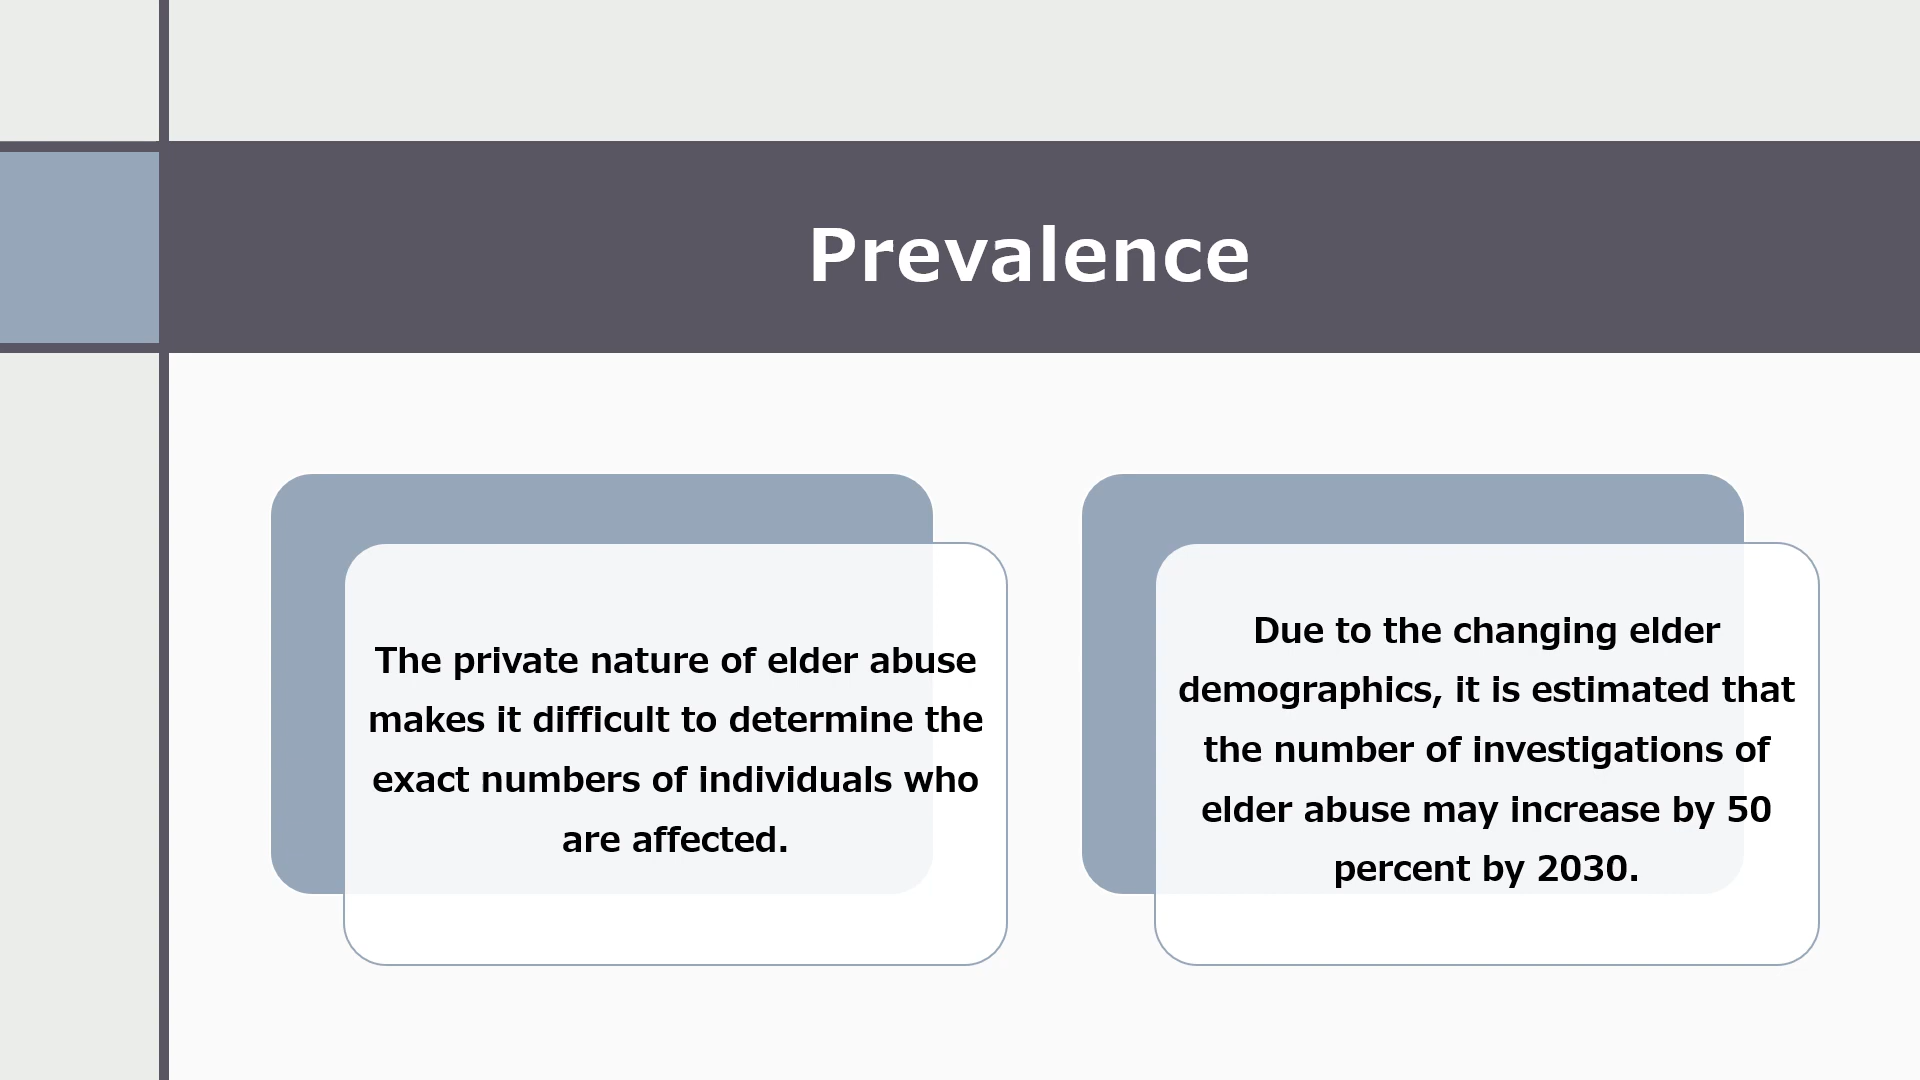 Prevalence
The private nature of elder abuse
makes it difficult to determine the
exact numbers of individuals who
are affected.
Due to the changing elder
demographics, it is estimated that
the number of investigations of
elder abuse may increase by 50
percent by 2030.